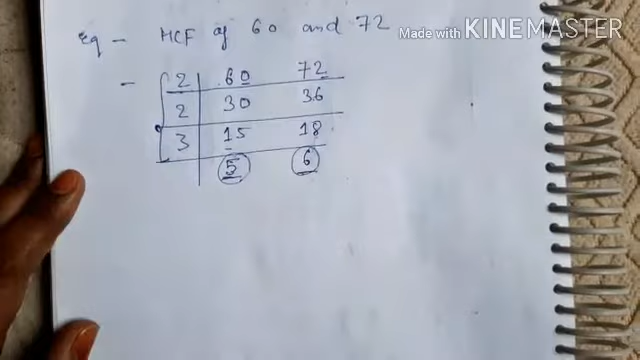 Eg - HCF of 60 and 72
Made with KINEMASTER
- 2 60 72
2 30 36
3 15 18
5 6